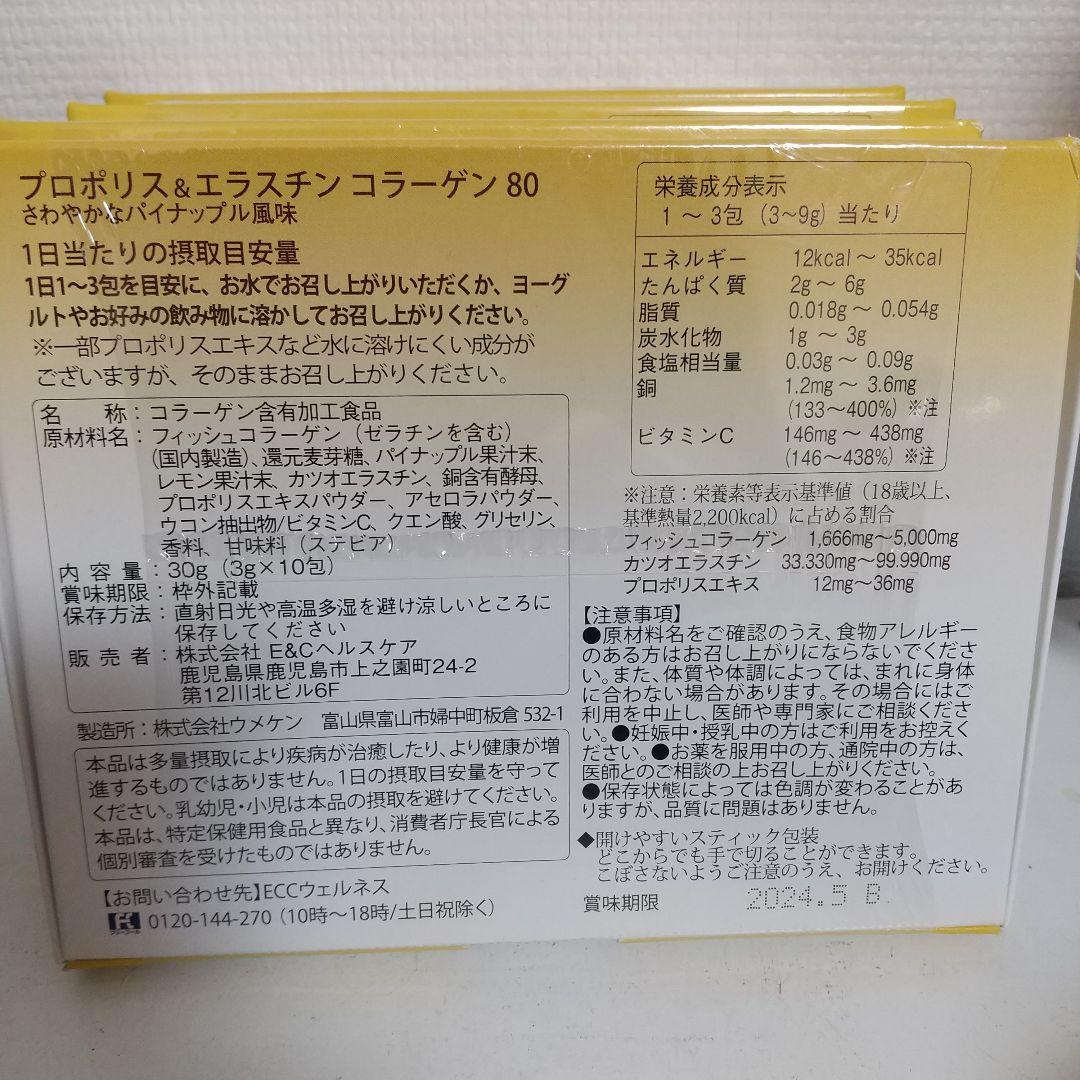 プロポリス&エラスチン コラーゲン 80
さわやかなパイナップル風味
1日当たりの摂取目安量
1日1〜3包を目安に、お水でお召し上がりいただくか、ヨーグ
ルトやお好みの飲み物に溶かしてお召し上がりください。
※一部プロポリスエキスなど水に溶けにくい成分が
ございますが、そのままお召し上がりください。
名 称：コラーゲン含有加工食品
原材料名：フィッシュコラーゲン（ゼラチンを含む）
(国内製造)、還元麦芽糖、パイナップル果汁末、
レモン果汁末、カツオエラスチン、銅含有酵母、
プロポリスエキスパウダー、アセロラパウダー、
ウコン抽出物/ビタミンC、クエン酸、グリセリン、
香料、甘味料（ステビア）
内 容 量：30g（3g×10包）
賞味期限：枠外記載
保存方法：直射日光や高温多湿を避け涼しいところに
保存してください
販 売 者：株式会社 E&Cヘルスケア
鹿児島県鹿児島市上之園町24-2
第12川北ビル6F
製造所：株式会社ウメケン 富山県富山市婦中町板倉 532-1
本品は多量摂取により疾病が治癒したり、より健康が増
進するものではありません。1日の摂取目安量を守って
ください。乳幼児・小児は本品の摂取を避けてください。
本品は、特定保健用食品と異なり、消費者庁長官による
個別審査を受けたものではありません。
【お問い合わせ先】ECCウェルネス
0120-144-270（10時〜18時/土日祝除く）
栄養成分表示
1 〜 3包（3〜9g）当たり
エネルギー 12kcal 〜 35kcal
たんぱく質 2g 〜 6g
脂質 0.018g 〜 0.054g
炭水化物 1g 〜 3g
食塩相当量 0.03g 〜 0.09g
銅 1.2mg 〜 3.6mg
(133〜400%) ※注
ビタミンC 146mg 〜 438mg
(146〜438%) ※注
※注意：栄養素等表示基準値（18歳以上、
基準熱量2,200kcal）に占める割合
フィッシュコラーゲン 1,666mg〜5,000mg
カツオエラスチン 33.330mg〜99.990mg
プロポリスエキス 12mg〜36mg
【注意事項】
●原材料名をご確認のうえ、食物アレルギー
のある方はお召し上がりにならないでくださ
い。また、体質や体調によっては、まれに身体
に合わない場合があります。その場合にはご
利用を中止し、医師や専門家にご相談くださ
い。●妊娠中・授乳中の方はご利用をお控えく
ださい。●お薬を服用中の方、通院中の方は、
医師とのご相談の上お召し上がりください。
●保存状態によっては色調が変わることがあ
りますが、品質に問題はありません。
◆開けやすいスティック包装
どこからでも手で切ることができます。
こぼさないようご注意のうえ、お開けください。
賞味期限 2024.5 B